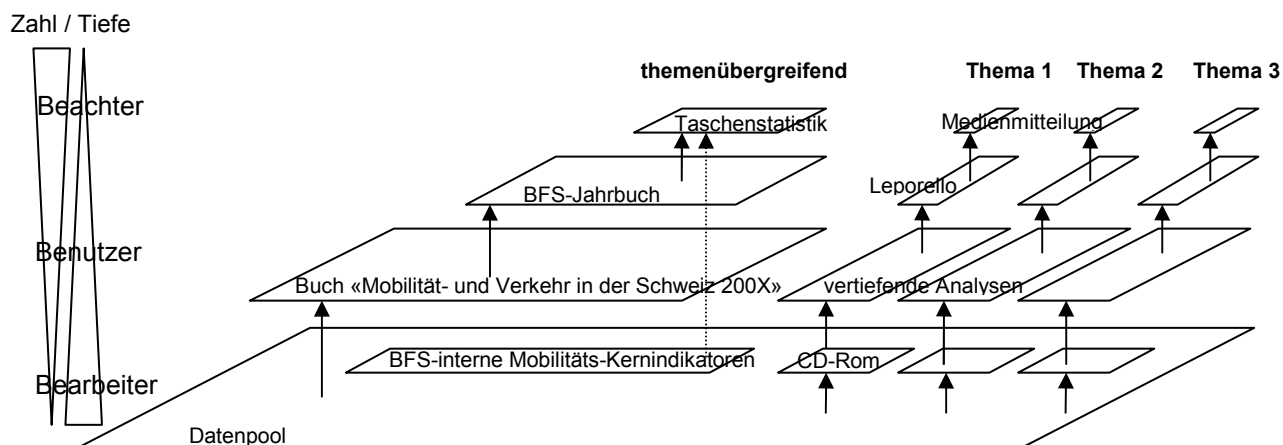 Zahl / Tiefe
themenübergreifend Thema 1 Thema 2 Thema 3
Beachter
Taschenstatistik Medienmitteilung
BFS-Jahrbuch Leporello
Benutzer
Buch «Mobilität- und Verkehr in der Schweiz 200X» vertiefende Analysen
BFS-interne Mobilitäts-Kernindikatoren CD-Rom
Bearbeiter
Datenpool